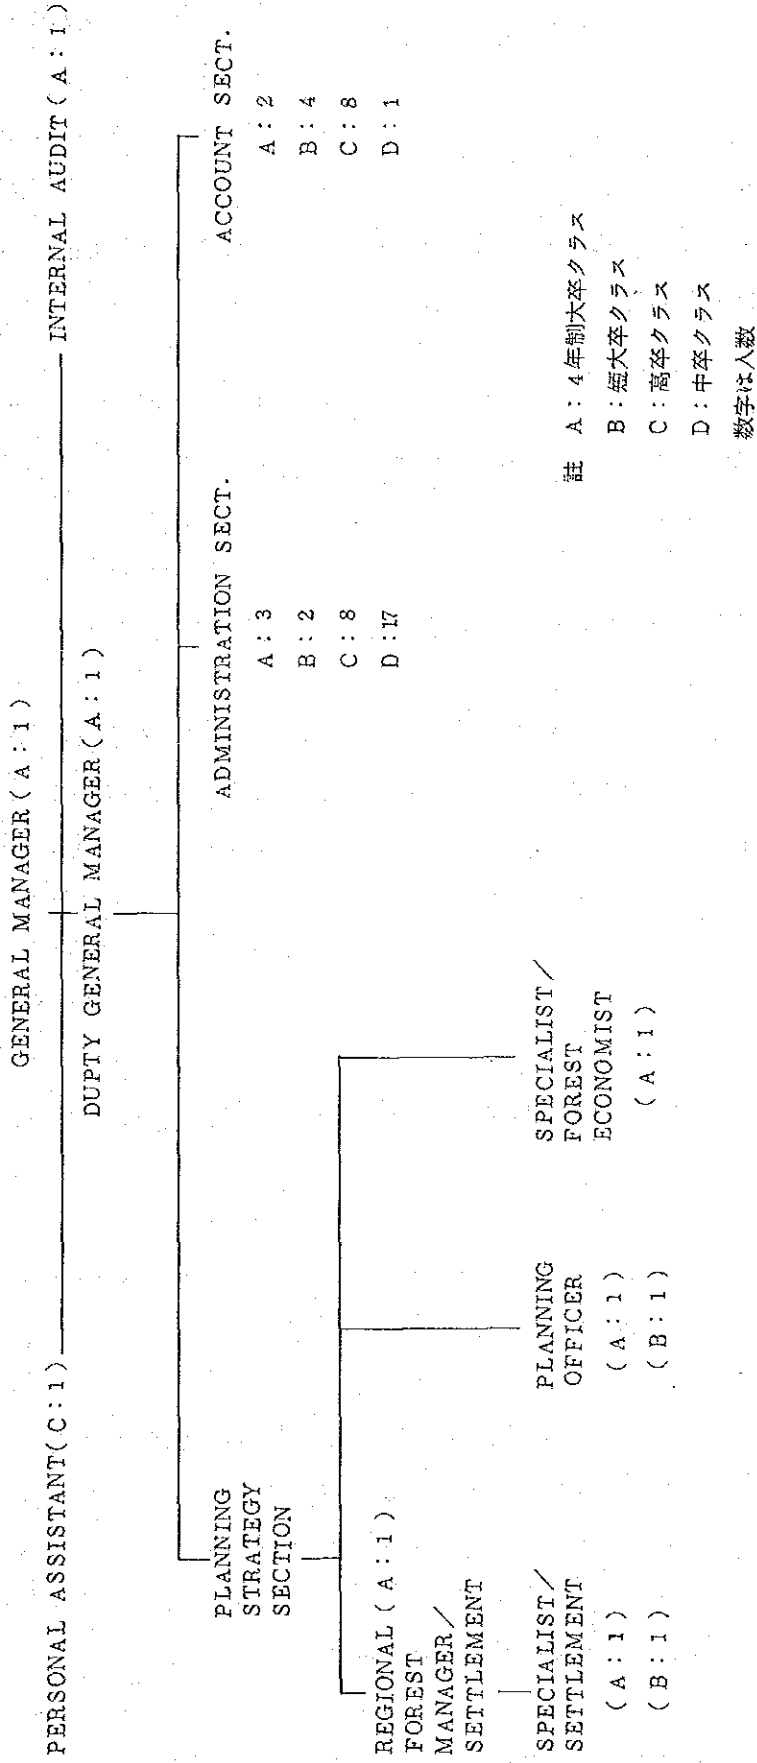 GENERAL MANAGER(A:1)
PERSONAL ASSISTANT(C:1)
INTERNAL AUDIT(A:1)
DUPTY GENERAL MANAGER(A:1)
PLANNING
STRATEGY
SECTION
ADMINISTRATION SECT.
A:3
B:2
C:8
D:17
ACCOUNT SECT.
A:2
B:4
C:8
D:1
REGIONAL(A:1)
FOREST
MANAGER/
SETTLEMENT
SPECIALIST/
SETTLEMENT
(A:1)
(B:1)
PLANNING
OFFICER
(A:1)
(B:1)
SPECIALIST/
FOREST
ECONOMIST
(A:1)
註 A:4年制大卒クラス
B:短大卒クラス
C:高卒クラス
D:中卒クラス
数字は人数